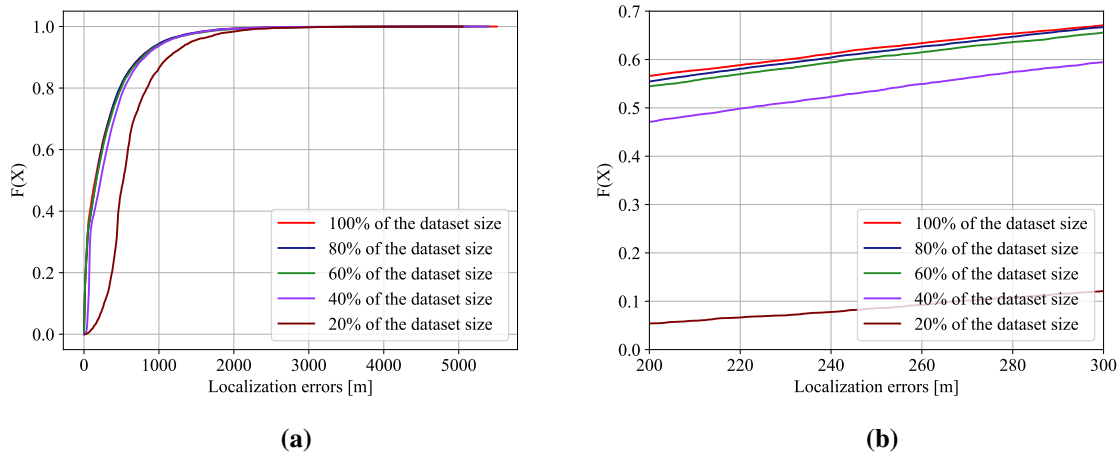 1.0
0.8
0.6
0.4
0.2
0.0
F(X)
0
1000
2000
3000
4000
5000
Localization errors [m]
100% of the dataset size
80% of the dataset size
60% of the dataset size
40% of the dataset size
20% of the dataset size
(a)
0.7
0.6
0.5
0.4
0.3
0.2
0.1
0.0
F(X)
200
220
240
260
280
300
Localization errors [m]
100% of the dataset size
80% of the dataset size
60% of the dataset size
40% of the dataset size
20% of the dataset size
(b)